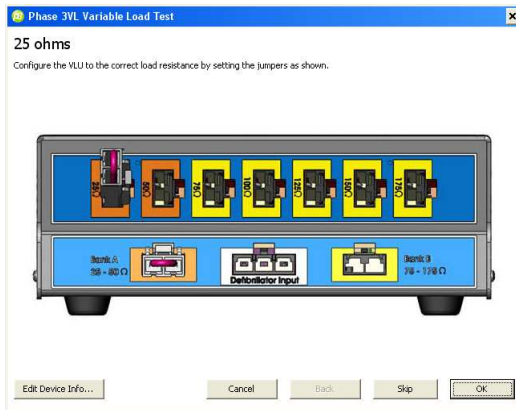 Phase 3VL Variable Load Test
25 ohms
Configure the VLU to the correct load resistance by setting the jumpers as shown.
25Ω
50Ω
75Ω
100Ω
125Ω
150Ω
175Ω
Bank A
25 - 50 Ω
Defibrillator Input
Bank B
75 - 175 Ω
Edit Device Info...
Cancel
Back
Skip
OK